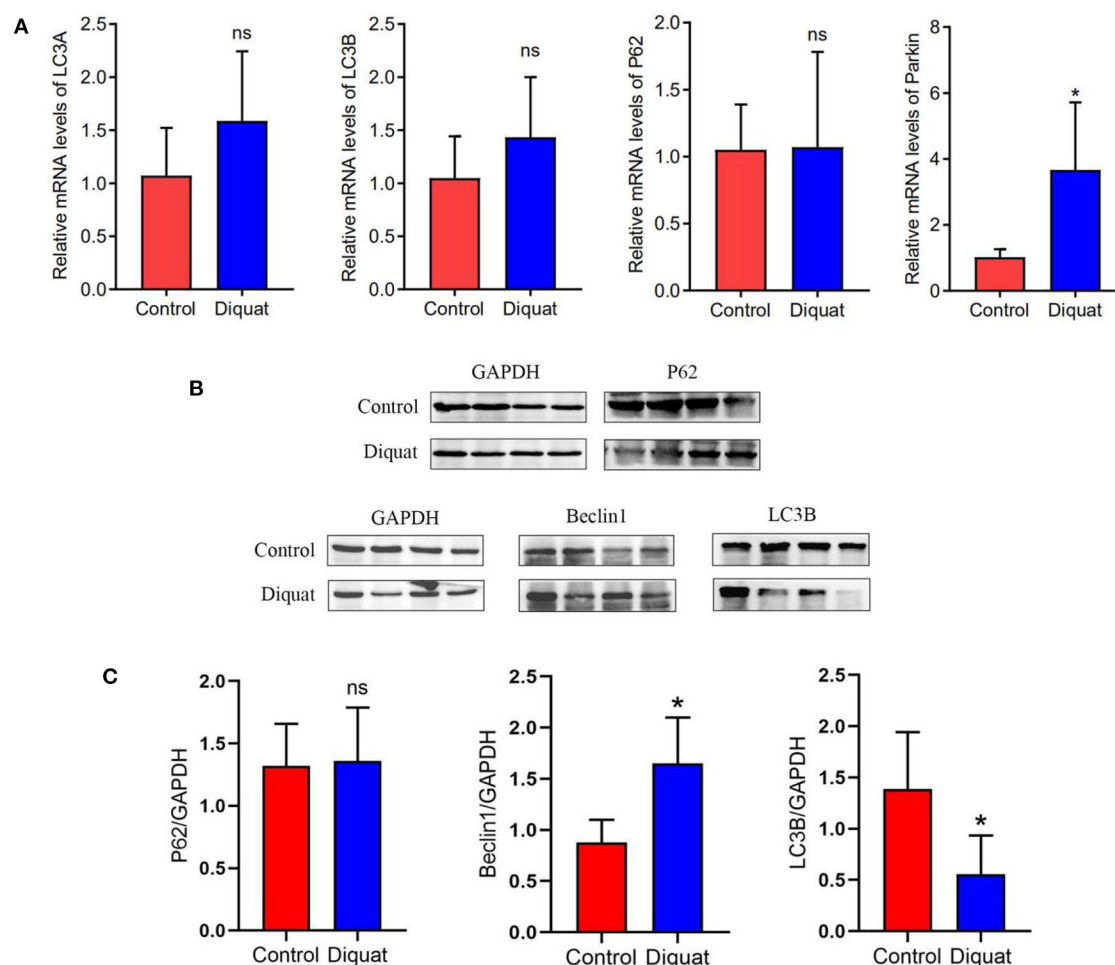 A
Relative mRNA levels of LC3A
2.5
2.0
1.5
1.0
0.5
0.0
ns
Control Diquat
Relative mRNA levels of LC3B
2.5
2.0
1.5
1.0
0.5
0.0
ns
Control Diquat
Relative mRNA levels of P62
2.0
1.5
1.0
0.5
0.0
ns
Control Diquat
Relative mRNA levels of Parkin
8
6
4
2
0
*
Control Diquat
B
GAPDH P62
Control
Diquat
GAPDH Beclin1 LC3B
Control
Diquat
C
P62/GAPDH
2.0
1.5
1.0
0.5
0.0
ns
Control Diquat
Beclin1/GAPDH
2.5
2.0
1.5
1.0
0.5
0.0
*
Control Diquat
LC3B/GAPDH
2.5
2.0
1.5
1.0
0.5
0.0
*
Control Diquat